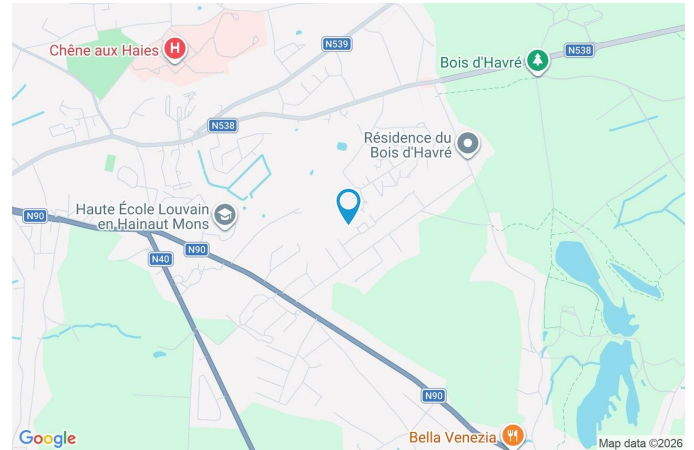 N539
Chêne aux Haies
H
Bois d'Havré
N538
N538
Résidence du
Bois d'Havré
Haute École Louvain
en Hainaut Mons
N90
N90
N40
N90
Bella Venezia
Google
Map data ©2026